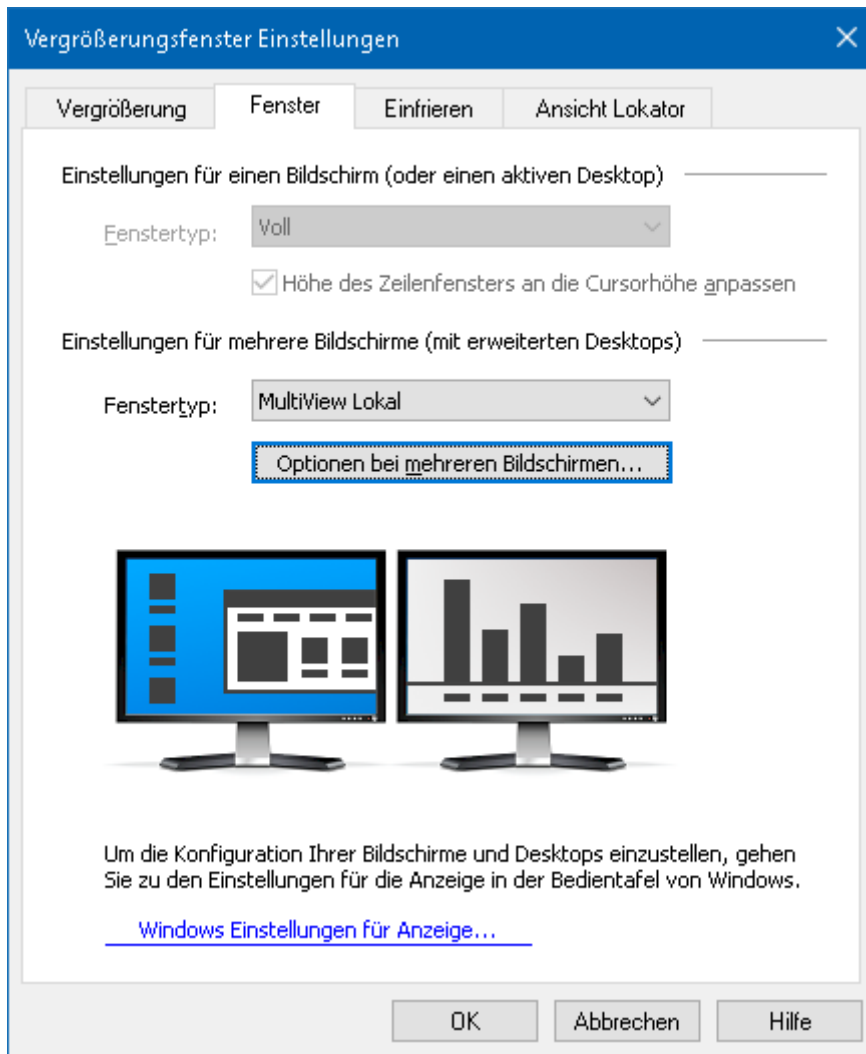 Vergrößerungsfenster Einstellungen
Vergrößerung
Fenster
Einfrieren
Ansicht Lokator
Einstellungen für einen Bildschirm (oder einen aktiven Desktop)
Fenstertyp:
Voll
Höhe des Zeilenfensters an die Cursorhöhe anpassen
Einstellungen für mehrere Bildschirme (mit erweiterten Desktops)
Fenstertyp:
MultiView Lokal
Optionen bei mehreren Bildschirmen...
Um die Konfiguration Ihrer Bildschirme und Desktops einzustellen, gehen
Sie zu den Einstellungen für die Anzeige in der Bedientafel von Windows.
Windows Einstellungen für Anzeige...
OK
Abbrechen
Hilfe